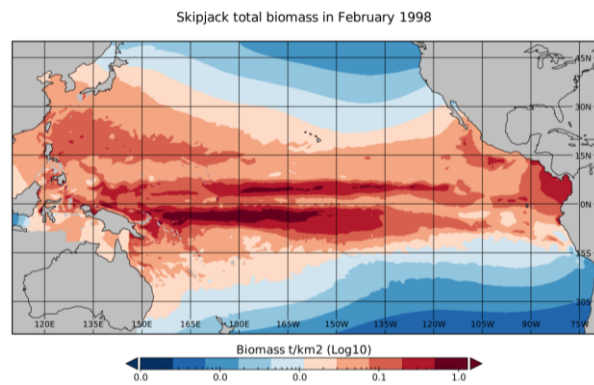 Skipjack total biomass in February 1998
45N
30N
15N
0N
15S
30S
120E 135E 150E 165E 180E 165W 150W 135W 120W 105W 90W 75W
Biomass t/km2 (Log10)
0.0 0.0 0.0 0.1 1.0